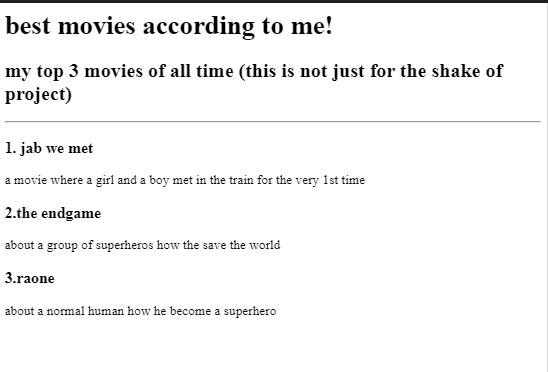 best movies according to me!
my top 3 movies of all time (this is not just for the shake of
project)
1. jab we met
a movie where a girl and a boy met in the train for the very 1st time
2.the endgame
about a group of superheros how the save the world
3.raone
about a normal human how he become a superhero